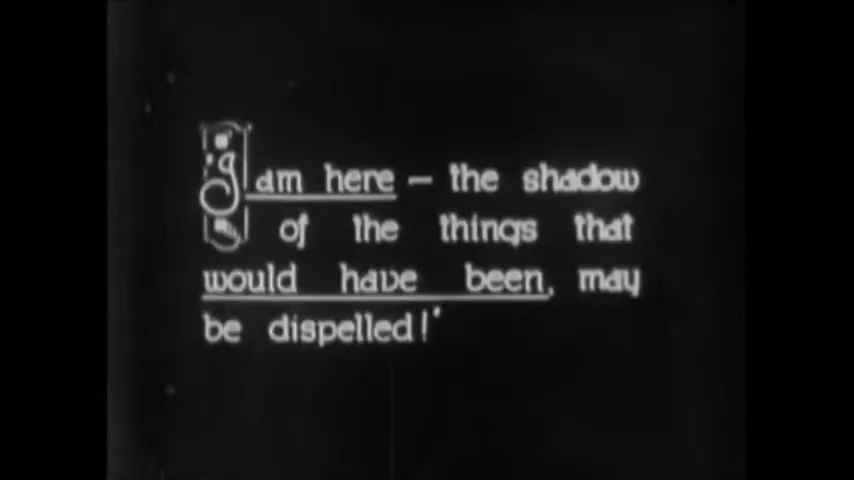 'I am here – the shadow
of the things that
would have been, may
be dispelled!'